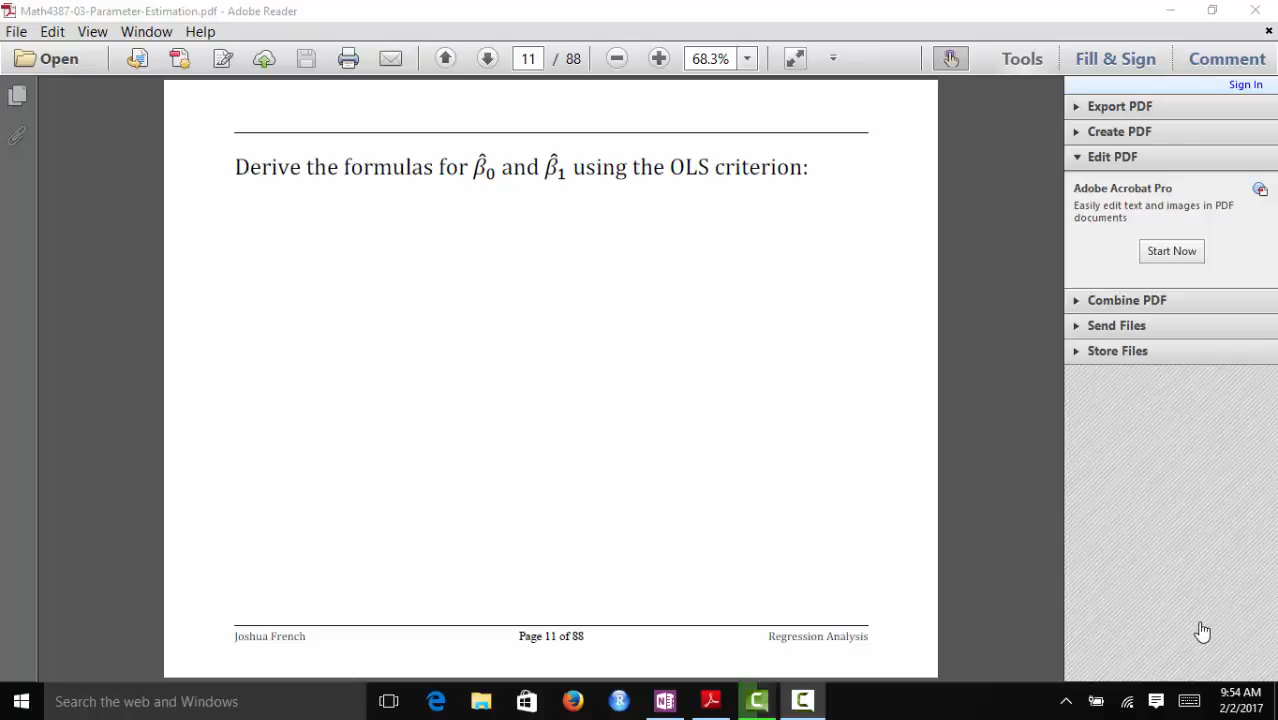 Math4387-03-Parameter-Estimation.pdf - Adobe Reader
File Edit View Window Help
Open 11 / 88 68.3% Tools Fill & Sign Comment
Sign In
Export PDF
Create PDF
Edit PDF
Adobe Acrobat Pro
Easily edit text and images in PDF
documents
Start Now
Combine PDF
Send Files
Store Files
Derive the formulas for β̂₀ and β̂₁ using the OLS criterion:
Joshua French Page 11 of 88 Regression Analysis
Search the web and Windows
9:54 AM
2/2/2017